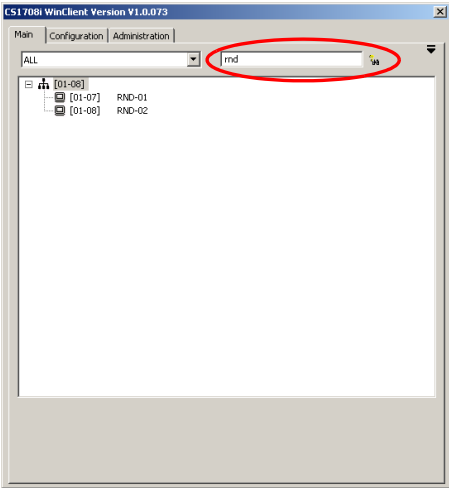 CS1708i WinClient Version V1.0.073
Main Configuration Administration
ALL rnd
[01-08]
[01-07] RND-01
[01-08] RND-02